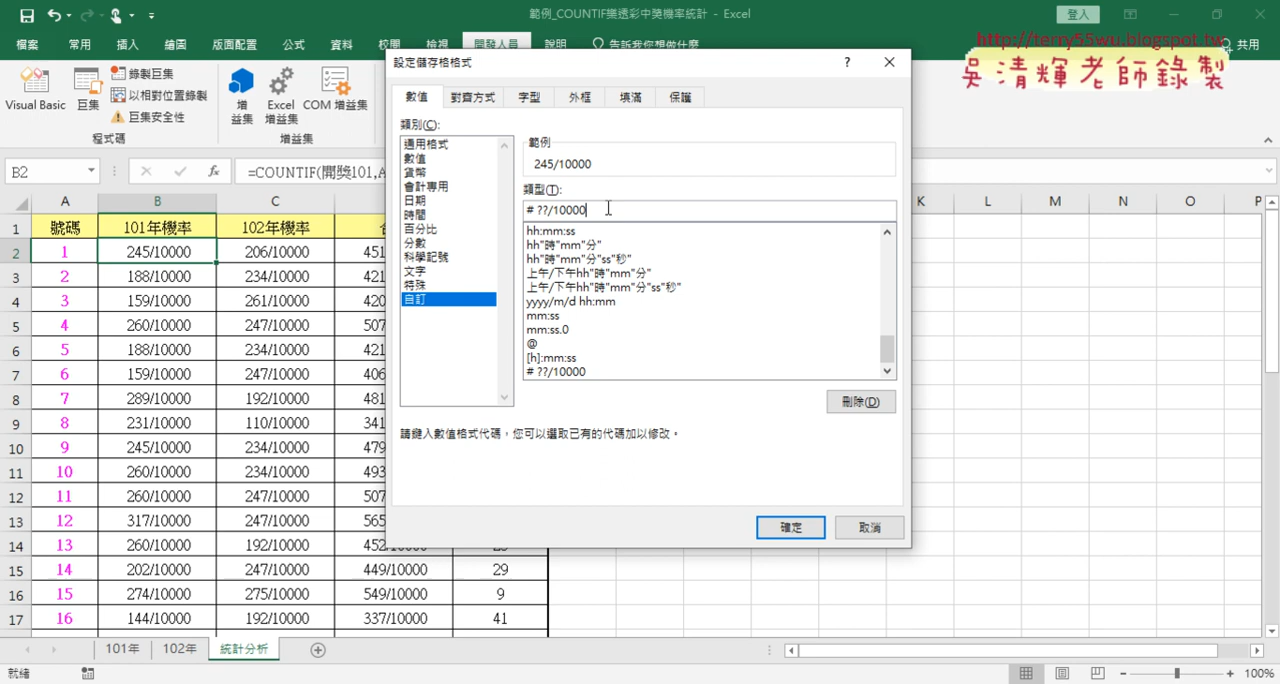 範例_COUNTIF樂透彩中獎機率統計 - Excel
登入
檔案 常用 插入 繪圖 版面配置 公式 資料 校閱 檢視 開發人員 說明 告訴我您想做什麼 共用
http://terry55wu.blogspot.tw
吳清輝老師錄製
Visual Basic
巨集
錄製巨集
以相對位置錄製
巨集安全性
程式碼
增益集
Excel 增益集
COM 增益集
增益集
B2
=COUNTIF(開獎101,A
設定儲存格格式
?
數值 對齊方式 字型 外框 填滿 保護
類別(C):
通用格式
數值
貨幣
會計專用
日期
時間
百分比
分數
科學記號
文字
特殊
自訂
範例
245/10000
類型(T):
# ??/10000
hh:mm:ss
hh"時"mm"分"
hh"時"mm"分"ss"秒"
上午/下午hh"時"mm"分"
上午/下午hh"時"mm"分"ss"秒"
yyyy/m/d hh:mm
mm:ss
mm:ss.0
@
[h]:mm:ss
# ??/10000
刪除(D)
請鍵入數值格式代碼，您可以選取已有的代碼加以修改。
確定 取消
A B C K L M N O P
1 號碼 101年機率 102年機率
2 1 245/10000 206/10000 451
3 2 188/10000 234/10000 421
4 3 159/10000 261/10000 420
5 4 260/10000 247/10000 507
6 5 188/10000 234/10000 421
7 6 159/10000 247/10000 406
8 7 289/10000 192/10000 481
9 8 231/10000 110/10000 341
10 9 245/10000 234/10000 479
11 10 260/10000 234/10000 493
12 11 260/10000 247/10000 507
13 12 317/10000 247/10000 565
14 13 260/10000 192/10000 452/10000
15 14 202/10000 247/10000 449/10000 29
16 15 274/10000 275/10000 549/10000 9
17 16 144/10000 192/10000 337/10000 41
101年 102年 統計分析
就緒
100%